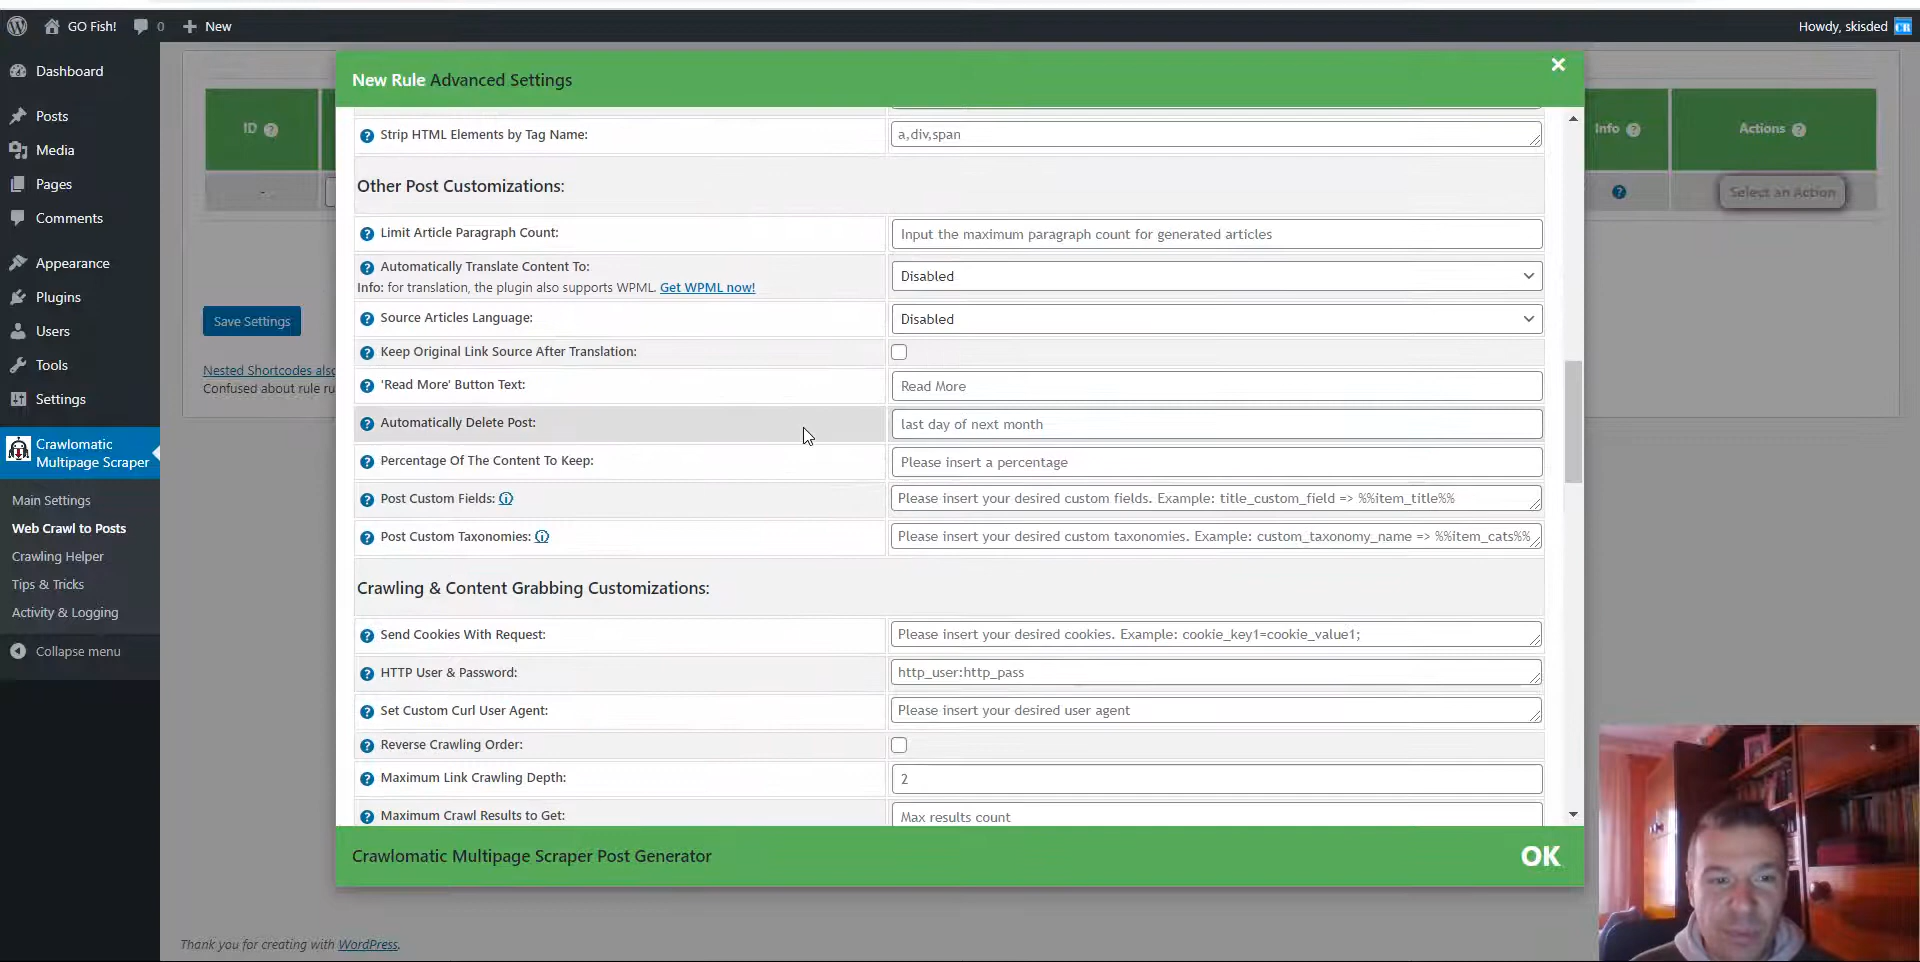 GO Fish!
0
New
Howdy, skisded
Dashboard
Posts
Media
Pages
Comments
Appearance
Plugins
Users
Tools
Settings
Crawlomatic
Multipage Scraper
Main Settings
Web Crawl to Posts
Crawling Helper
Tips & Tricks
Activity & Logging
Collapse menu
ID
Info
Actions
Select an Action
Save Settings
Nested Shortcodes also
Confused about rule ru
New Rule Advanced Settings
Strip HTML Elements by Tag Name:
a,div,span
Other Post Customizations:
Limit Article Paragraph Count:
Input the maximum paragraph count for generated articles
Automatically Translate Content To:
Info: for translation, the plugin also supports WPML. Get WPML now!
Disabled
Source Articles Language:
Disabled
Keep Original Link Source After Translation:
'Read More' Button Text:
Read More
Automatically Delete Post:
last day of next month
Percentage Of The Content To Keep:
Please insert a percentage
Post Custom Fields:
Please insert your desired custom fields. Example: title_custom_field => %%item_title%%
Post Custom Taxonomies:
Please insert your desired custom taxonomies. Example: custom_taxonomy_name => %%item_cats%%
Crawling & Content Grabbing Customizations:
Send Cookies With Request:
Please insert your desired cookies. Example: cookie_key1=cookie_value1;
HTTP User & Password:
http_user:http_pass
Set Custom Curl User Agent:
Please insert your desired user agent
Reverse Crawling Order:
Maximum Link Crawling Depth:
2
Maximum Crawl Results to Get:
Max results count
Crawlomatic Multipage Scraper Post Generator
OK
Thank you for creating with WordPress.